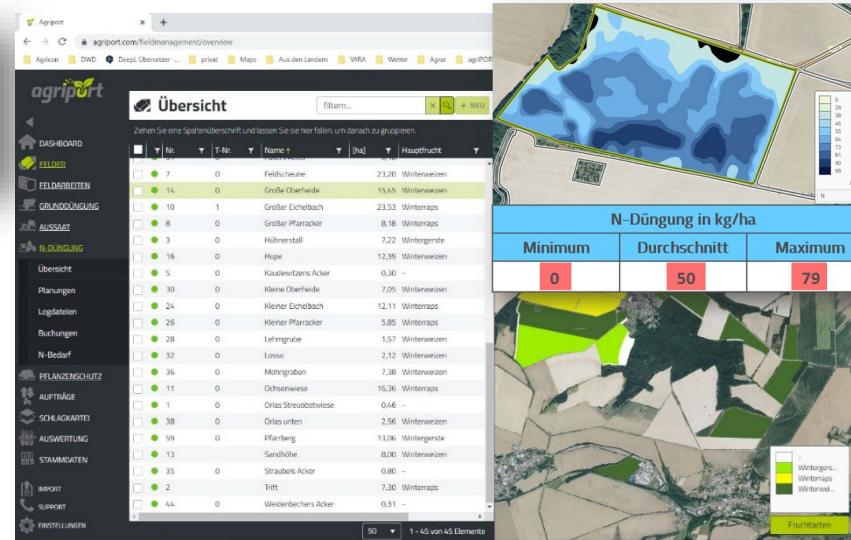 Agriport
agriport.com/fieldmanagement/overview
Agricon
DWD
DeepL Übersetzer -...
privat
Maps
Aus den Ländern
YARA
Wetter
Agrar
agriPORT
agriport
Übersicht
filtern...
+ NEU
Ziehen Sie eine Spaltenüberschrift und lassen Sie sie hier fallen, um danach zu gruppieren.
Nr. T-Nr. Name ↑ [ha] Hauptfrucht
7 0 Feldscheune 23,20 Winterweizen
14 0 Große Oberheide 15,45 Winterweizen
10 1 Großer Eichelbach 23,53 Winterraps
8 0 Großer Pfarracker 8,18 Winterraps
3 0 Hühnerstall 7,22 Wintergerste
16 0 Hupe 12,39 Winterweizen
5 0 Kaudewitzens Acker 0,30 -
30 0 Kleine Oberheide 7,05 Winterweizen
24 0 Kleiner Eichelbach 12,11 Winterraps
26 0 Kleiner Pfarracker 5,85 Winterraps
28 0 Lehmgrube 1,57 Winterweizen
32 0 Lossa 2,12 Winterweizen
36 0 Mohngraben 7,38 Winterweizen
11 0 Ochsenwiese 16,36 Winterraps
1 0 Orlas Streuobstwiese 0,46 -
38 0 Orlas unten 2,56 Winterweizen
59 0 Pfarrberg 13,06 Wintergerste
13 Sandhöhe 8,00 Winterweizen
35 0 Straubels Acker 0,80 -
2 Trift 7,30 Winterraps
44 0 Weidenbechers Acker 0,31 -
50
1 - 45 von 45 Elemente
DASHBOARD
FELDER
FELDARBEITEN
GRUNDDÜNGUNG
AUSSAAT
N-DÜNGUNG
Übersicht
Planungen
Logdateien
Buchungen
N-Bedarf
PFLANZENSCHUTZ
AUFTRÄGE
SCHLAGKARTEI
AUSWERTUNG
STAMMDATEN
IMPORT
SUPPORT
EINSTELLUNGEN
0
29
38
46
55
64
73
81
90
98
N
N-Düngung in kg/ha
Minimum Durchschnitt Maximum
0 50 79
-
Wintergers...
Winterraps
Winterwei...
Fruchtarten